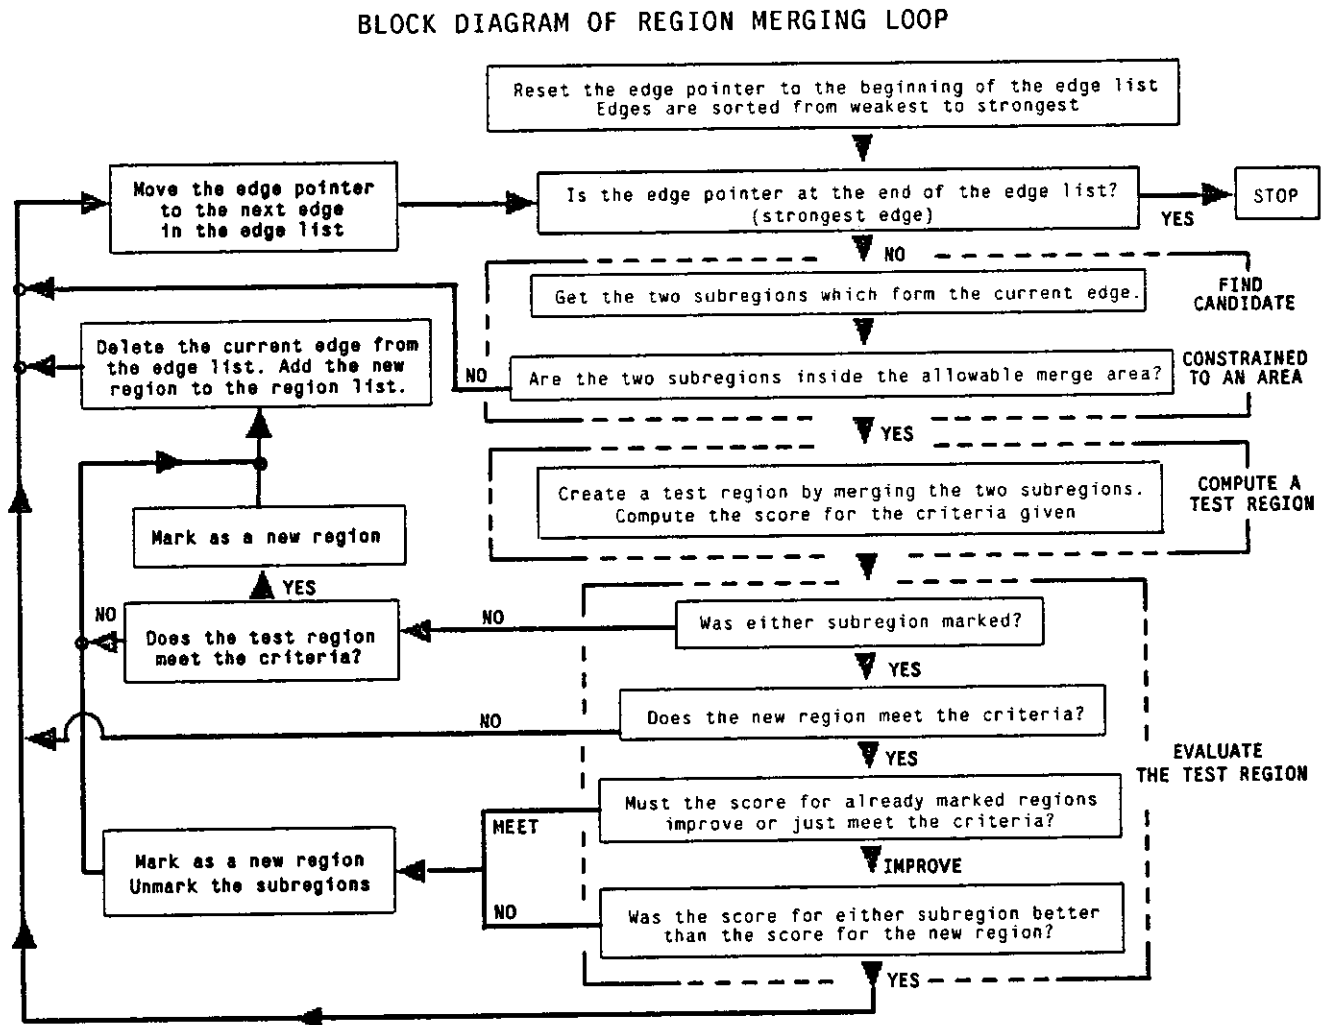 BLOCK DIAGRAM OF REGION MERGING LOOP
Reset the edge pointer to the beginning of the edge list
Edges are sorted from weakest to strongest
Move the edge pointer
to the next edge
in the edge list
Is the edge pointer at the end of the edge list?
(strongest edge)
YES
STOP
NO
FIND
CANDIDATE
Get the two subregions which form the current edge.
Delete the current edge from
the edge list. Add the new
region to the region list.
NO
Are the two subregions inside the allowable merge area?
CONSTRAINED
TO AN AREA
YES
Create a test region by merging the two subregions.
Compute the score for the criteria given
COMPUTE A
TEST REGION
Mark as a new region
YES
NO
Does the test region
meet the criteria?
NO
Was either subregion marked?
YES
NO
Does the new region meet the criteria?
YES
EVALUATE
THE TEST REGION
Must the score for already marked regions
improve or just meet the criteria?
MEET
IMPROVE
Mark as a new region
Unmark the subregions
NO
Was the score for either subregion better
than the score for the new region?
YES